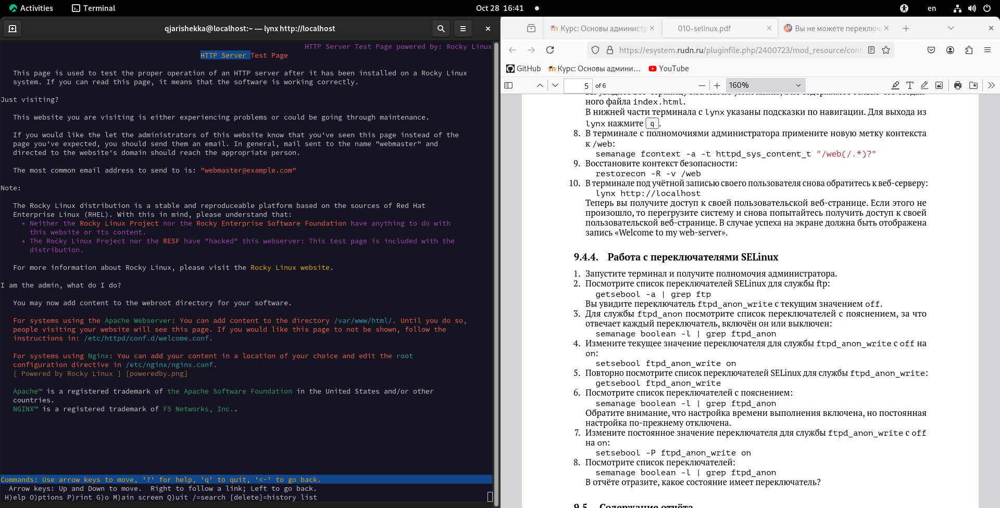 Activities
Terminal
Oct 28 16:41
en
qjarishekka@localhost:~ — lynx http://localhost
HTTP Server Test Page powered by: Rocky Linux
HTTP Server Test Page
This page is used to test the proper operation of an HTTP server after it has been installed on a Rocky Linux
system. If you can read this page, it means that the software is working correctly.
Just visiting?
This website you are visiting is either experiencing problems or could be going through maintenance.
If you would like the let the administrators of this website know that you've seen this page instead of the
page you've expected, you should send them an email. In general, mail sent to the name "webmaster" and
directed to the website's domain should reach the appropriate person.
The most common email address to send to is: "webmaster@example.com"
Note:
The Rocky Linux distribution is a stable and reproduceable platform based on the sources of Red Hat
Enterprise Linux (RHEL). With this in mind, please understand that:
* Neither the Rocky Linux Project nor the Rocky Enterprise Software Foundation have anything to do with
this website or its content.
* The Rocky Linux Project nor the RESF have "hacked" this webserver: This test page is included with the
distribution.
For more information about Rocky Linux, please visit the Rocky Linux website.
I am the admin, what do I do?
You may now add content to the webroot directory for your software.
For systems using the Apache Webserver: You can add content to the directory /var/www/html/. Until you do so,
people visiting your website will see this page. If you would like this page to not be shown, follow the
instructions in: /etc/httpd/conf.d/welcome.conf.
For systems using Nginx: You can add your content in a location of your choice and edit the root
configuration directive in /etc/nginx/nginx.conf.
[ Powered by Rocky Linux ] [poweredby.png]
Apache™ is a registered trademark of the Apache Software Foundation in the United States and/or other
countries.
NGINX™ is a registered trademark of F5 Networks, Inc..
Commands: Use arrow keys to move, '?' for help, 'q' to quit, '<-' to go back.
Arrow keys: Up and Down to move.  Right to follow a link; Left to go back.
H)elp O)ptions P)rint G)o M)ain screen Q)uit /=search [delete]=history list
Курс: Основы администр
010-selinux.pdf
Вы не можете переключ
https://esystem.rudn.ru/pluginfile.php/2400723/mod_resource/cont
GitHub
Курс: Основы админи…
YouTube
5 of 6
160%
ного файла index.html.
В нижней части терминала с lynx указаны подсказки по навигации. Для выхода из
lynx нажмите q .
8. В терминале с полномочиями администратора примените новую метку контекста
к /web:
semanage fcontext -a -t httpd_sys_content_t "/web(/.*)?"
9. Восстановите контекст безопасности:
restorecon -R -v /web
10. В терминале под учётной записью своего пользователя снова обратитесь к веб-серверу:
lynx http://localhost
Теперь вы получите доступ к своей пользовательской веб-странице. Если этого не
произошло, то перегрузите систему и снова попытайтесь получить доступ к своей
пользовательской веб-странице. В случае успеха на экране должна быть отображена
запись «Welcome to my web-server».
9.4.4. Работа с переключателями SELinux
1. Запустите терминал и получите полномочия администратора.
2. Посмотрите список переключателей SELinux для службы ftp:
getsebool -a | grep ftp
Вы увидите переключатель ftpd_anon_write с текущим значением off.
3. Для службы ftpd_anon посмотрите список переключателей с пояснением, за что
отвечает каждый переключатель, включён он или выключен:
semanage boolean -l | grep ftpd_anon
4. Измените текущее значение переключателя для службы ftpd_anon_write с off на
on:
setsebool ftpd_anon_write on
5. Повторно посмотрите список переключателей SELinux для службы ftpd_anon_write:
getsebool ftpd_anon_write
6. Посмотрите список переключателей с пояснением:
semanage boolean -l | grep ftpd_anon
Обратите внимание, что настройка времени выполнения включена, но постоянная
настройка по-прежнему отключена.
7. Измените постоянное значение переключателя для службы ftpd_anon_write с off
на on:
setsebool -P ftpd_anon_write on
8. Посмотрите список переключателей:
semanage boolean -l | grep ftpd_anon
В отчёте отразите, какое состояние имеет переключатель?
9.5. Содержание отчёта